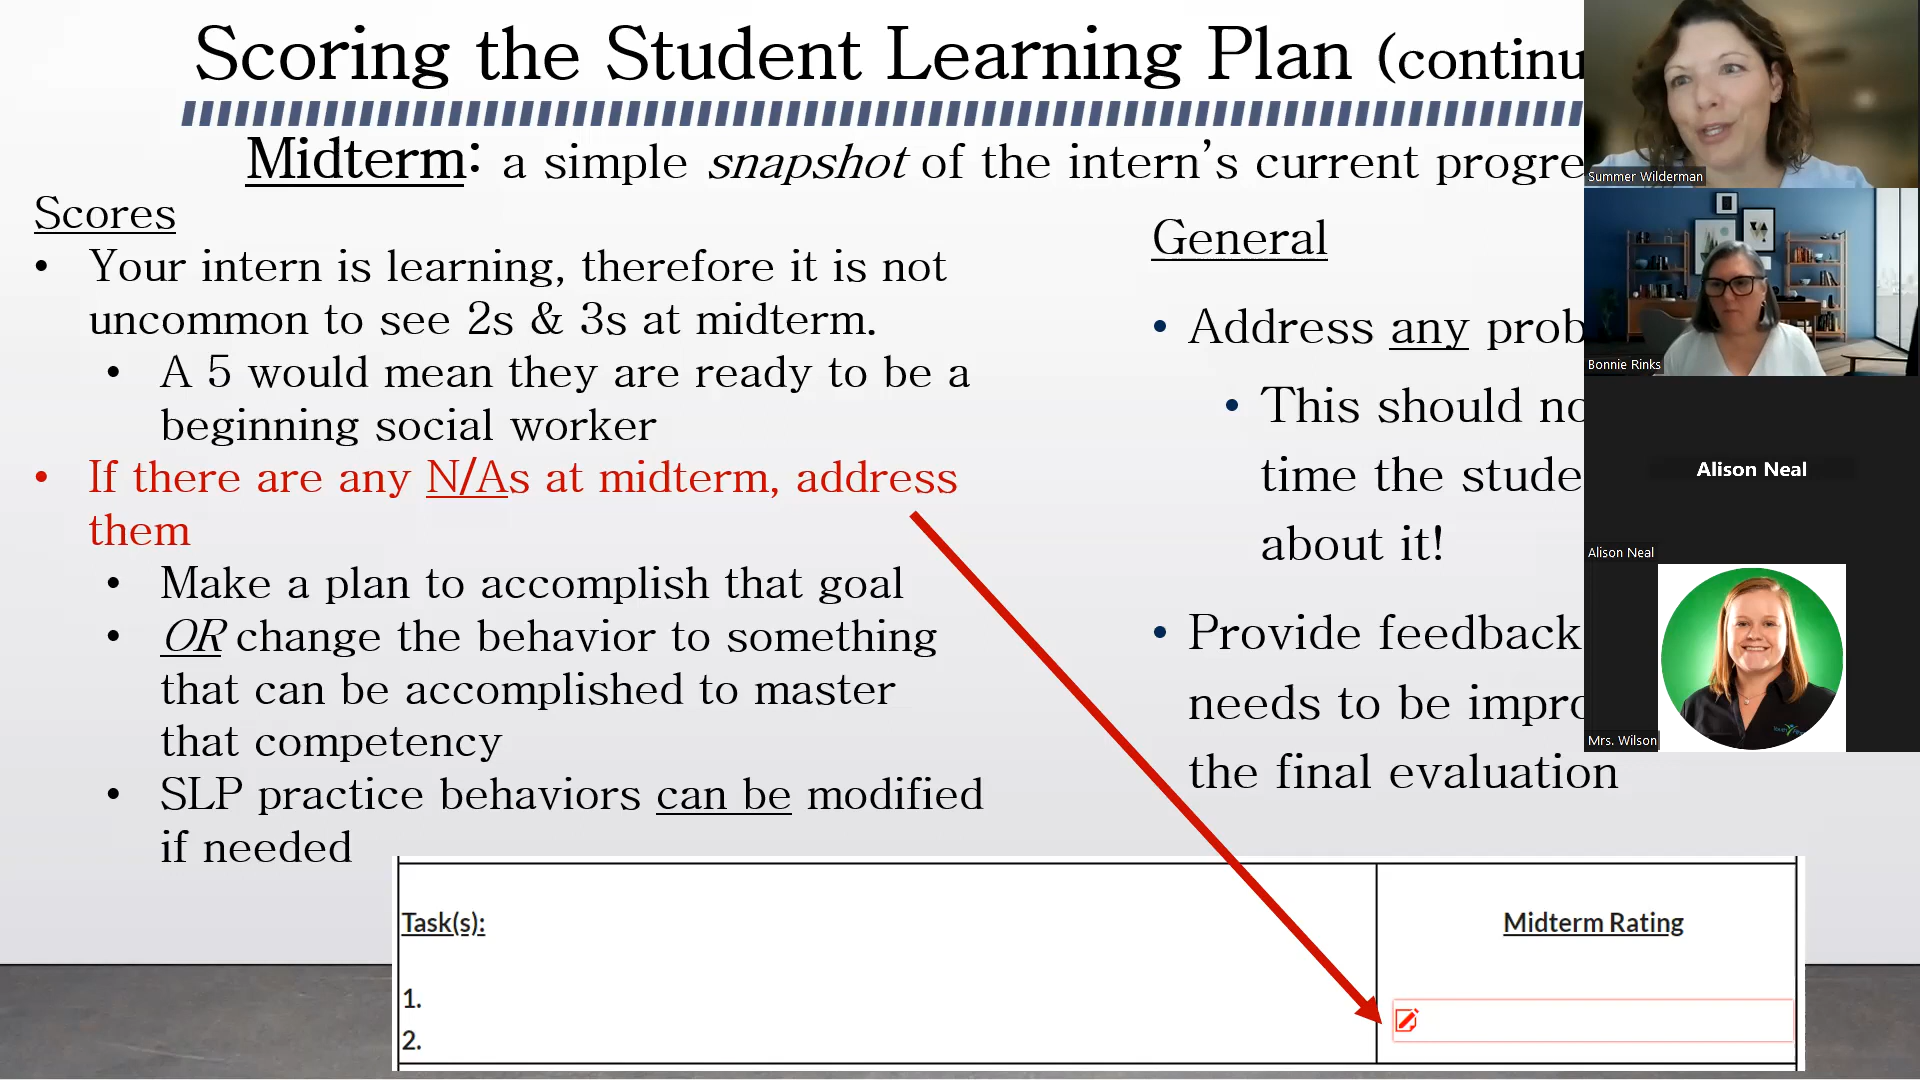 Scoring the Student Learning Plan (continu
Midterm: a simple snapshot of the intern's current progre
Scores
• Your intern is learning, therefore it is not
uncommon to see 2s & 3s at midterm.
• A 5 would mean they are ready to be a
beginning social worker
• If there are any N/As at midterm, address
them
• Make a plan to accomplish that goal
• OR change the behavior to something
that can be accomplished to master
that competency
• SLP practice behaviors can be modified
if needed
General
• Address any prob
• This should no
time the stude
about it!
• Provide feedback
needs to be impro
the final evaluation
Task(s):
1.
2.
Midterm Rating
Summer Wilderman
Bonnie Rinks
Alison Neal
Alison Neal
Mrs. Wilson